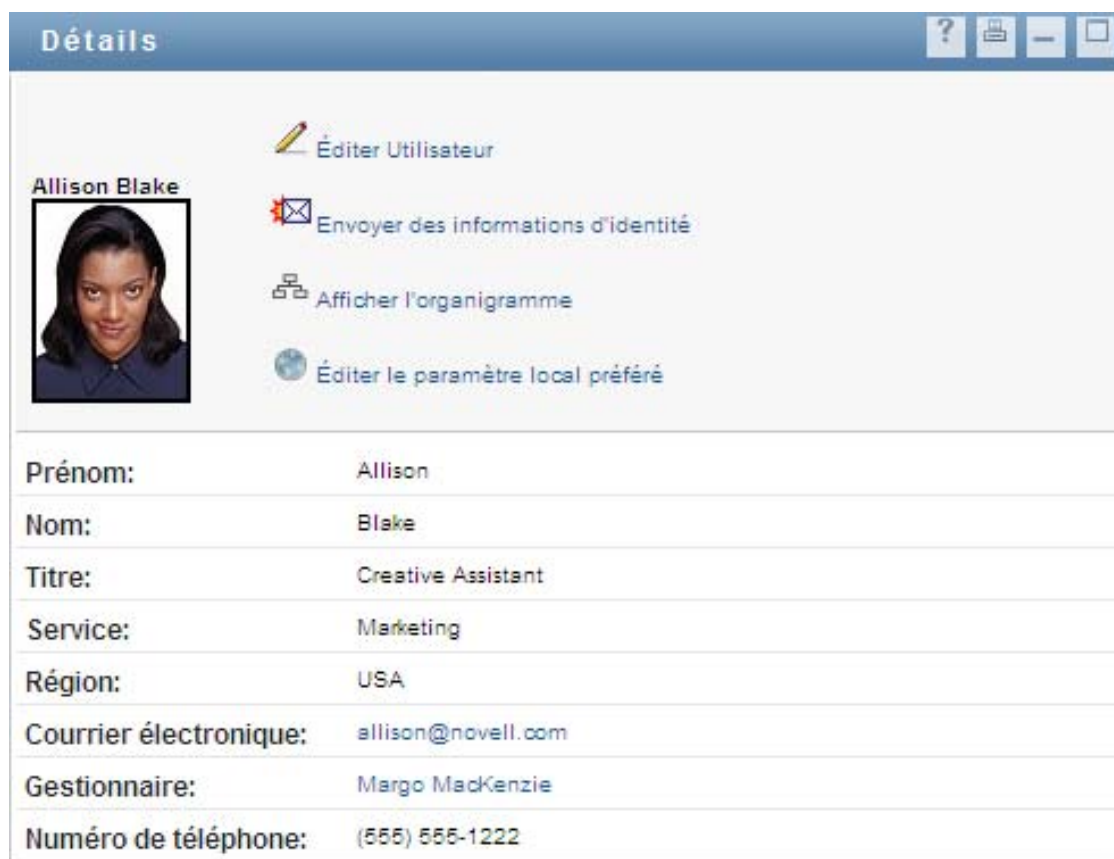 Détails
?
Éditer Utilisateur
Allison Blake
Envoyer des informations d'identité
Afficher l'organigramme
Éditer le paramètre local préféré
Prénom: Allison
Nom: Blake
Titre: Creative Assistant
Service: Marketing
Région: USA
Courrier électronique: allison@novell.com
Gestionnaire: Margo MacKenzie
Numéro de téléphone: (555) 555-1222